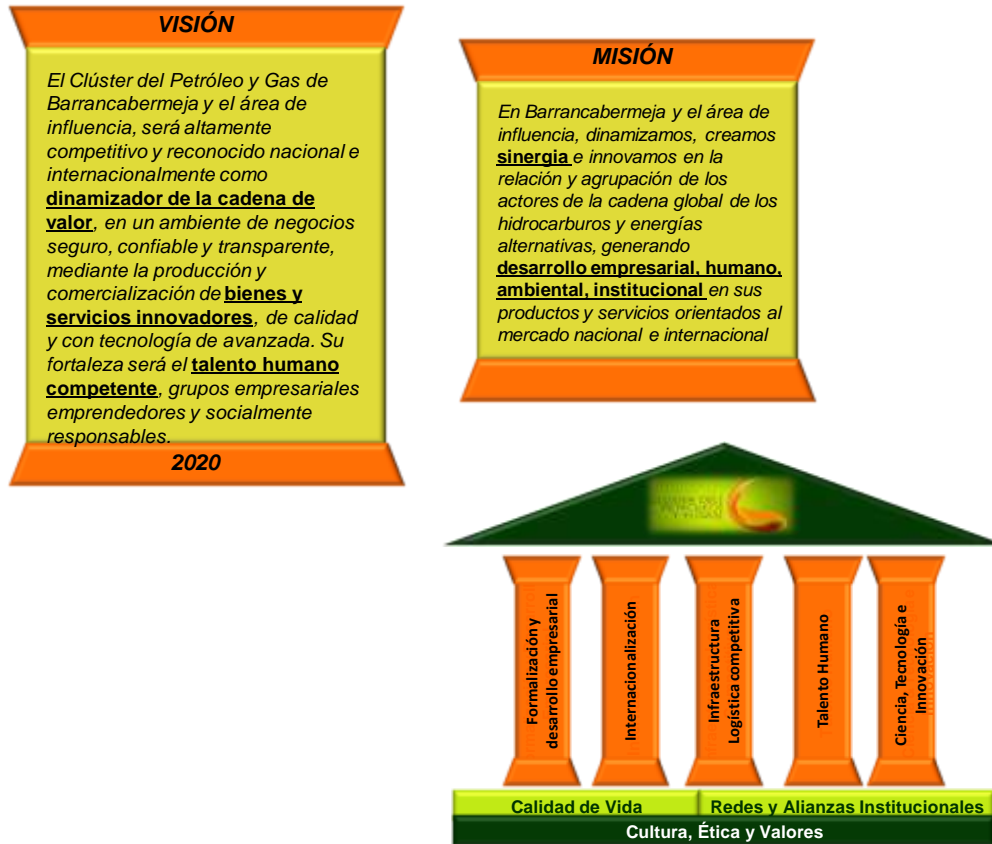 VISIÓN
El Clúster del Petróleo y Gas de
Barrancabermeja y el área de
influencia, será altamente
competitivo y reconocido nacional e
internacionalmente como
dinamizador de la cadena de
valor, en un ambiente de negocios
seguro, confiable y transparente,
mediante la producción y
comercialización de bienes y
servicios innovadores, de calidad
y con tecnología de avanzada. Su
fortaleza será el talento humano
competente, grupos empresariales
emprendedores y socialmente
responsables.
2020
MISIÓN
En Barrancabermeja y el área de
influencia, dinamizamos, creamos
sinergia e innovamos en la
relación y agrupación de los
actores de la cadena global de los
hidrocarburos y energías
alternativas, generando
desarrollo empresarial, humano,
ambiental, institucional en sus
productos y servicios orientados al
mercado nacional e internacional
Formalización y
desarrollo empresarial
Internacionalización
Infraestructura
Logística competitiva
Talento Humano
Ciencia, Tecnología e
Innovación
Calidad de Vida
Redes y Alianzas Institucionales
Cultura, Ética y Valores